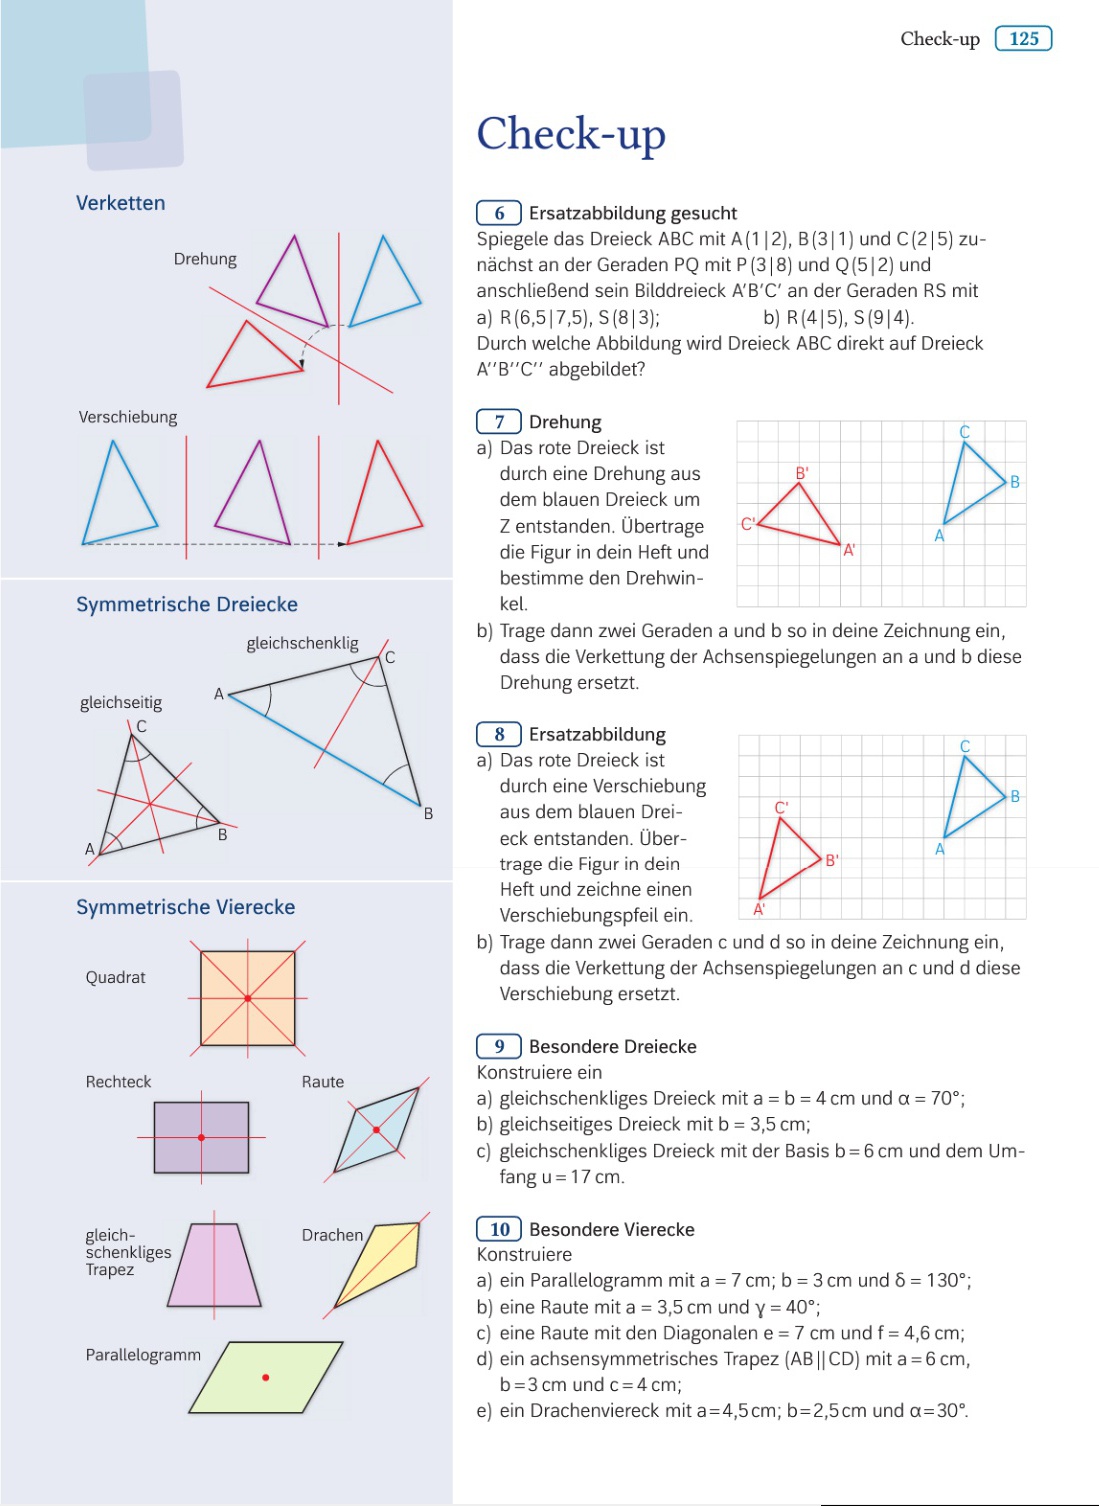 Check-up 125
Verketten
Drehung
Verschiebung
Symmetrische Dreiecke
gleichschenklig
C
A
B
gleichseitig
C
A
B
Symmetrische Vierecke
Quadrat
Rechteck
Raute
gleich-
schenkliges
Trapez
Drachen
Parallelogramm
Check-up
6 Ersatzabbildung gesucht
Spiegele das Dreieck ABC mit A(1|2), B(3|1) und C(2|5) zu-
nächst an der Geraden PQ mit P(3|8) und Q(5|2) und
anschließend sein Bilddreieck A'B'C' an der Geraden RS mit
a) R(6,5|7,5), S(8|3); b) R(4|5), S(9|4).
Durch welche Abbildung wird Dreieck ABC direkt auf Dreieck
A''B''C'' abgebildet?
7 Drehung
a) Das rote Dreieck ist
durch eine Drehung aus
dem blauen Dreieck um
Z entstanden. Übertrage
die Figur in dein Heft und
bestimme den Drehwin-
kel.
C
B'
B
C'
A
A'
b) Trage dann zwei Geraden a und b so in deine Zeichnung ein,
dass die Verkettung der Achsenspiegelungen an a und b diese
Drehung ersetzt.
8 Ersatzabbildung
a) Das rote Dreieck ist
durch eine Verschiebung
aus dem blauen Drei-
eck entstanden. Über-
trage die Figur in dein
Heft und zeichne einen
Verschiebungspfeil ein.
C
B
C'
A
B'
A'
b) Trage dann zwei Geraden c und d so in deine Zeichnung ein,
dass die Verkettung der Achsenspiegelungen an c und d diese
Verschiebung ersetzt.
9 Besondere Dreiecke
Konstruiere ein
a) gleichschenkliges Dreieck mit a = b = 4 cm und α = 70°;
b) gleichseitiges Dreieck mit b = 3,5 cm;
c) gleichschenkliges Dreieck mit der Basis b = 6 cm und dem Um-
fang u = 17 cm.
10 Besondere Vierecke
Konstruiere
a) ein Parallelogramm mit a = 7 cm; b = 3 cm und δ = 130°;
b) eine Raute mit a = 3,5 cm und γ = 40°;
c) eine Raute mit den Diagonalen e = 7 cm und f = 4,6 cm;
d) ein achsensymmetrisches Trapez (AB||CD) mit a = 6 cm,
b = 3 cm und c = 4 cm;
e) ein Drachenviereck mit a = 4,5 cm; b = 2,5 cm und α = 30°.